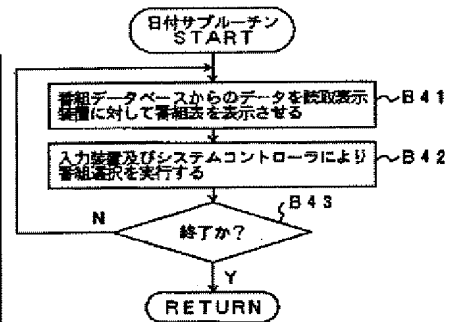 日付サブルーチン
START
番組データベースからのデータを読取表示
装置に対して番組表を表示させる
B41
入力装置及びシステムコントローラにより
番組選択を実行する
B42
B43
N
終了か?
Y
RETURN